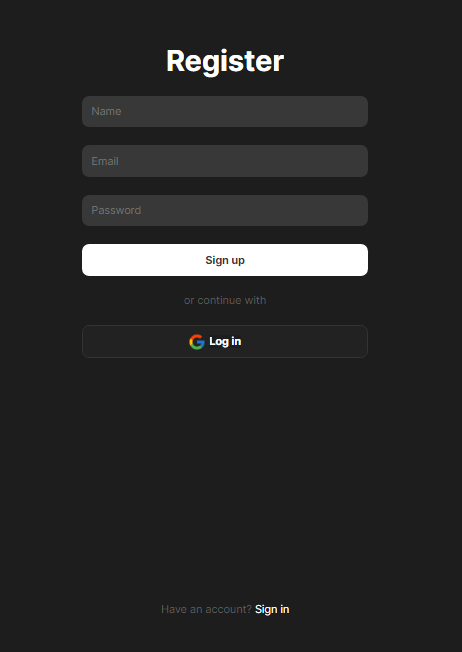 Register
Name
Email
Password
Sign up
or continue with
Log in
Have an account? Sign in